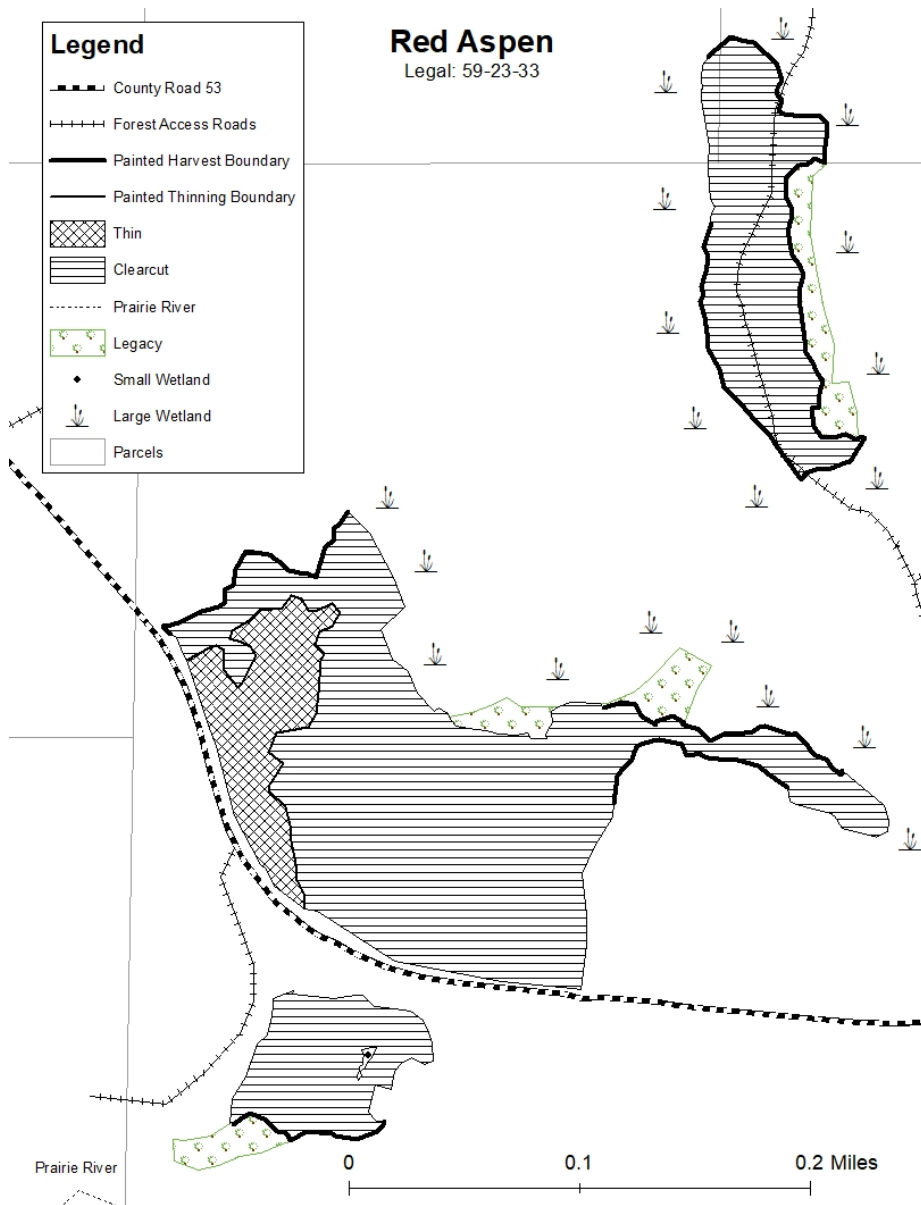 Red Aspen
Legal: 59-23-33
Legend
County Road 53
Forest Access Roads
Painted Harvest Boundary
Painted Thinning Boundary
Thin
Clearcut
Prairie River
Legacy
Small Wetland
Large Wetland
Parcels
Prairie River
0 0.1 0.2 Miles